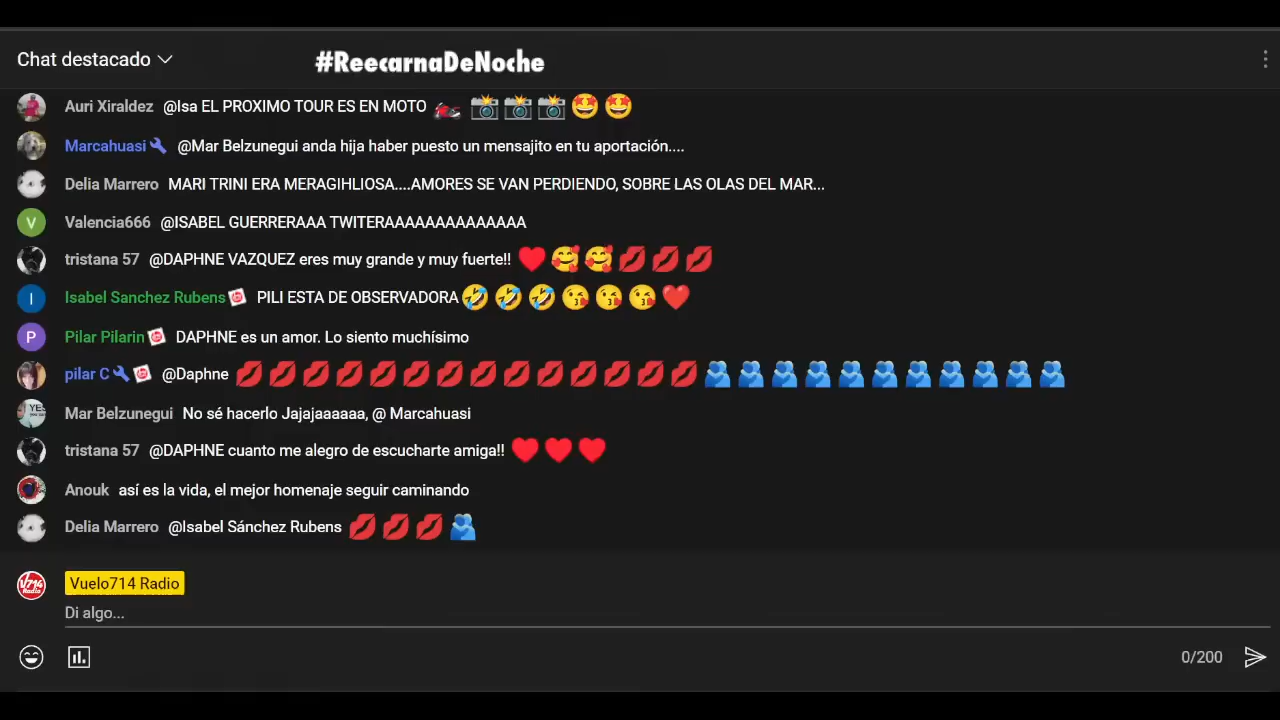 Chat destacado
#ReecarnaDeNoche
Auri Xiraldez @Isa EL PROXIMO TOUR ES EN MOTO 🏍️ 📸 📸 📸 🤩 🤩
Marcahuasi @Mar Belzunegui anda hija haber puesto un mensajito en tu aportación....
Delia Marrero MARI TRINI ERA MERAGIHLIOSA....AMORES SE VAN PERDIENDO, SOBRE LAS OLAS DEL MAR...
V Valencia666 @ISABEL GUERRERAAA TWITERAAAAAAAAAAAAAA
tristana 57 @DAPHNE VAZQUEZ eres muy grande y muy fuerte!! ♥️ 🥰 🥰 💋 💋 💋
I Isabel Sanchez Rubens PILI ESTA DE OBSERVADORA 🤣 🤣 🤣 😘 😘 😘 ❤️
P Pilar Pilarin DAPHNE es un amor. Lo siento muchísimo
pilar C @Daphne 💋 💋 💋 💋 💋 💋 💋 💋 💋 💋 💋 💋 💋 💋 🫂 🫂 🫂 🫂 🫂 🫂 🫂 🫂 🫂 🫂 🫂
YES Mar Belzunegui No sé hacerlo Jajajaaaaaa, @ Marcahuasi
tristana 57 @DAPHNE cuanto me alegro de escucharte amiga!! ♥️ ♥️ ♥️
Anouk así es la vida, el mejor homenaje seguir caminando
Delia Marrero @Isabel Sánchez Rubens 💋 💋 💋 🫂
V714 Radio Vuelo714 Radio
Di algo...
0/200